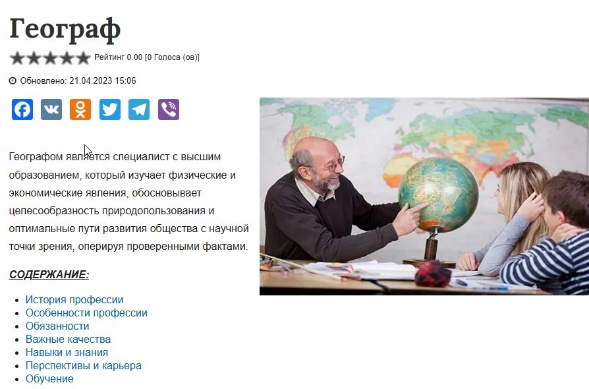 Географ
Рейтинг 0.00 [0 Голоса (ов)]
Обновлено: 21.04.2023 15:06
Географом является специалист с высшим
образованием, который изучает физические и
экономические явления, обосновывает
целесообразность природопользования и
оптимальные пути развития общества с научной
точки зрения, оперируя проверенными фактами.
СОДЕРЖАНИЕ:
История профессии
Особенности профессии
Обязанности
Важные качества
Навыки и знания
Перспективы и карьера
Обучение